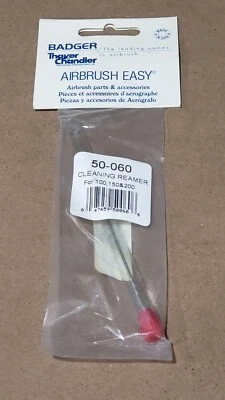 BADGER
Thayer
Chandler
"The leading names
in airbrush
AIRBRUSH EASY®
Airbrush parts & accessories
Pièces et accessoires d'aérographe
Piezas y accesorios de Aerógrafo
50-060
CLEANING REAMER
For 100,150&200